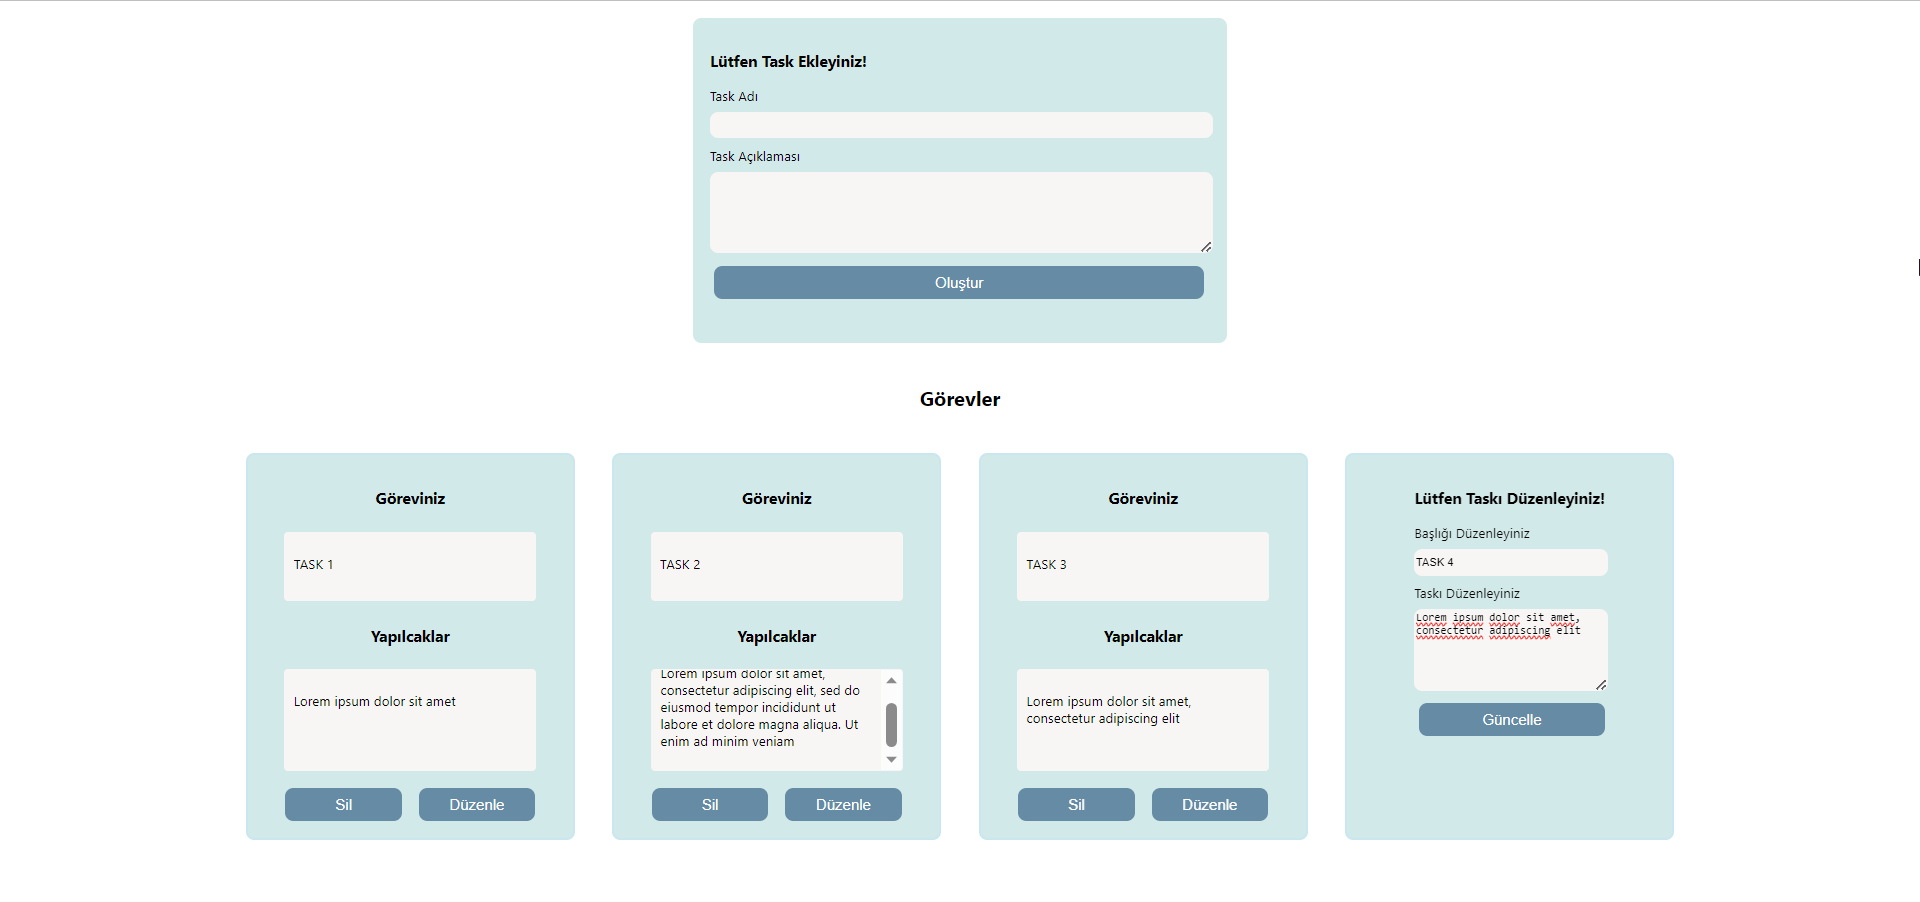 Lütfen Task Ekleyiniz!
Task Adı
Task Açıklaması
Oluştur
Görevler
Göreviniz
TASK 1
Yapılcaklar
Lorem ipsum dolor sit amet
Sil
Düzenle
Göreviniz
TASK 2
Yapılcaklar
Lorem ipsum dolor sit amet,
consectetur adipiscing elit, sed do
eiusmod tempor incididunt ut
labore et dolore magna aliqua. Ut
enim ad minim veniam
Sil
Düzenle
Göreviniz
TASK 3
Yapılcaklar
Lorem ipsum dolor sit amet,
consectetur adipiscing elit
Sil
Düzenle
Lütfen Taskı Düzenleyiniz!
Başlığı Düzenleyiniz
TASK 4
Taskı Düzenleyiniz
Lorem ipsum dolor sit amet,
consectetur adipiscing elit
Güncelle